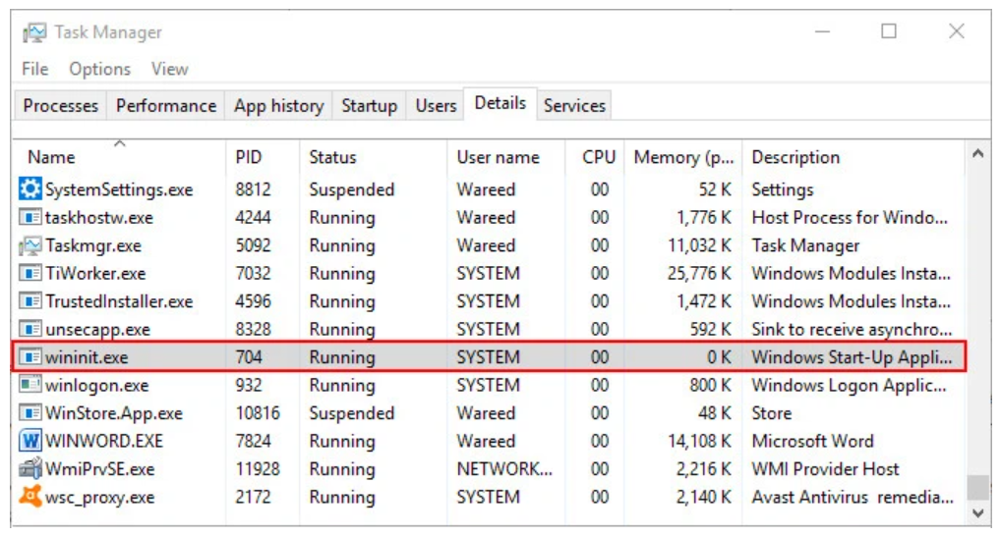 Task Manager
File Options View
Processes Performance App history Startup Users Details Services
Name PID Status User name CPU Memory (p... Description
SystemSettings.exe 8812 Suspended Wareed 00 52 K Settings
taskhostw.exe 4244 Running Wareed 00 1,776 K Host Process for Windo...
Taskmgr.exe 5092 Running Wareed 00 11,032 K Task Manager
TiWorker.exe 7032 Running SYSTEM 00 25,776 K Windows Modules Insta...
TrustedInstaller.exe 4596 Running SYSTEM 00 1,472 K Windows Modules Insta...
unsecapp.exe 8328 Running SYSTEM 00 592 K Sink to receive asynchro...
wininit.exe 704 Running SYSTEM 00 0 K Windows Start-Up Appli...
winlogon.exe 932 Running SYSTEM 00 800 K Windows Logon Applic...
WinStore.App.exe 10816 Suspended Wareed 00 48 K Store
WINWORD.EXE 7824 Running Wareed 00 14,108 K Microsoft Word
WmiPrvSE.exe 11928 Running NETWORK... 00 2,216 K WMI Provider Host
wsc_proxy.exe 2172 Running SYSTEM 00 2,140 K Avast Antivirus remedia...